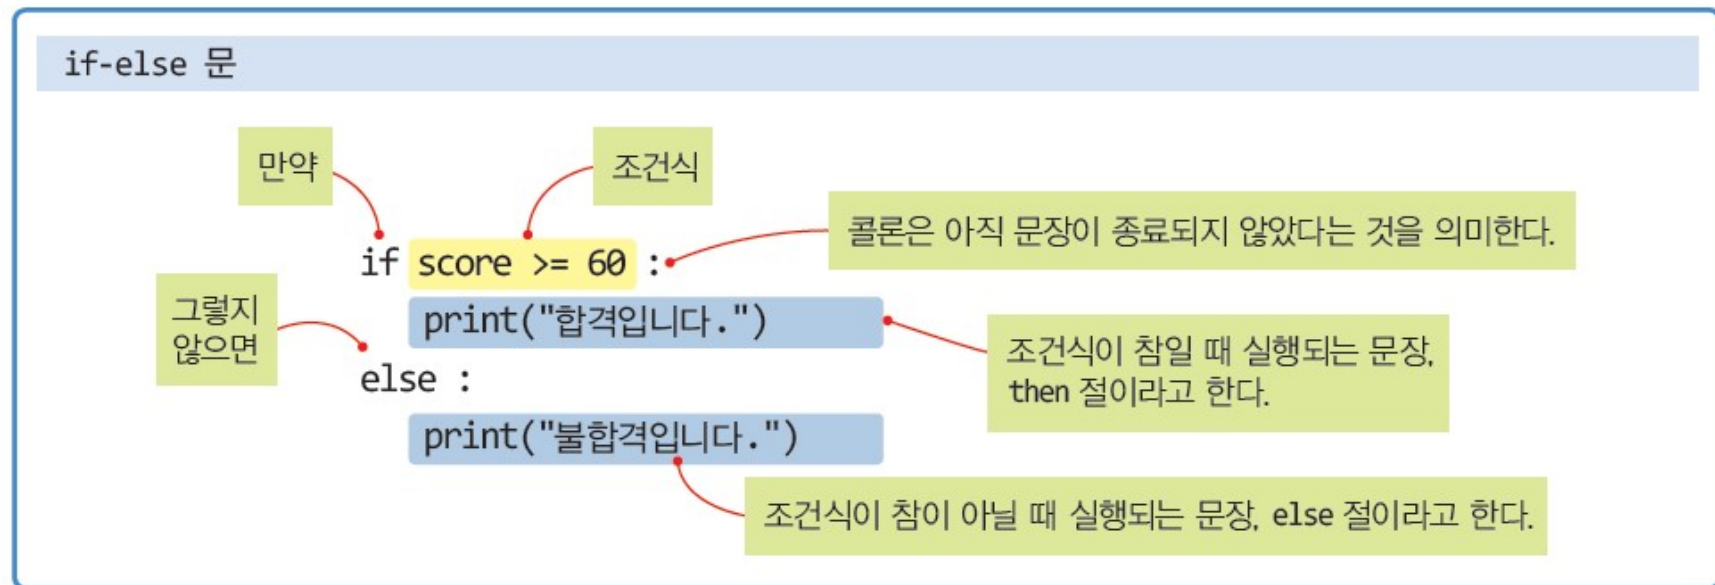 if-else 문
만약
조건식
콜론은 아직 문장이 종료되지 않았다는 것을 의미한다.
if score >= 60 :
그렇지
않으면
print("합격입니다.")
조건식이 참일 때 실행되는 문장,
then 절이라고 한다.
else :
print("불합격입니다.")
조건식이 참이 아닐 때 실행되는 문장, else 절이라고 한다.